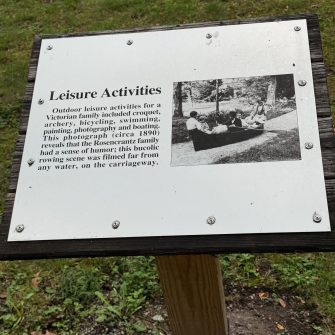 Leisure Activities
Outdoor leisure activities for a
Victorian family included croquet,
archery, bicycling, swimming,
painting, photography and boating.
This photograph (circa 1890)
reveals that the Rosencrantz family
had a sense of humor; this bucolic
rowing scene was filmed far from
any water, on the carriageway.